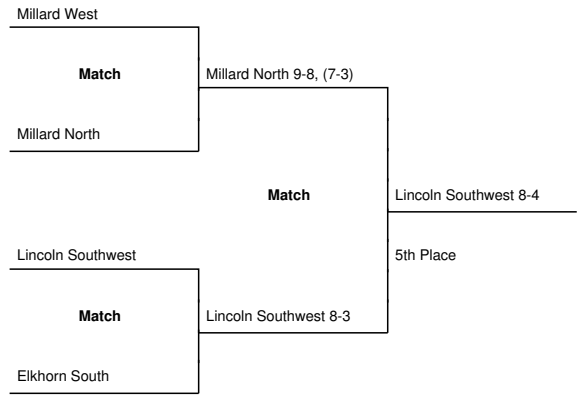 Millard West
Match
Millard North 9-8, (7-3)
Millard North
Match
Lincoln Southwest 8-4
Lincoln Southwest
5th Place
Match
Lincoln Southwest 8-3
Elkhorn South